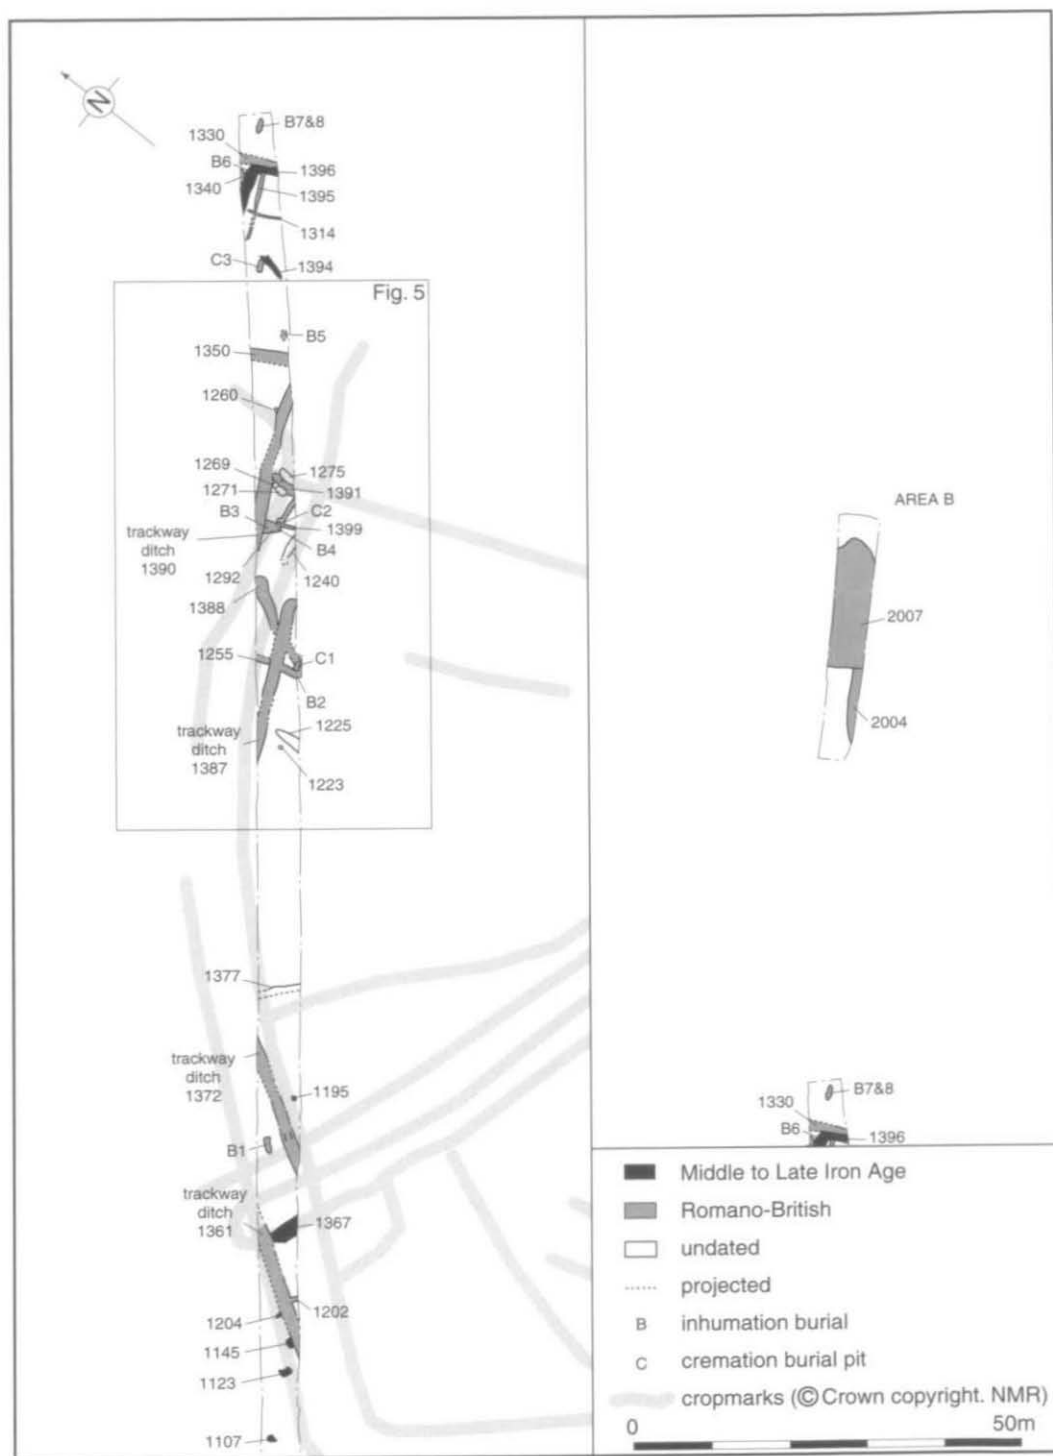 N
B7&8
1330
B6
1396
1340
1395
1314
C3
1394
Fig. 5
B5
1350
1260
1269
1275
1271
1391
B3
C2
trackway
ditch
1390
1399
B4
1292
1240
1388
1255
C1
B2
trackway
ditch
1387
1225
1223
1377
trackway
ditch
1372
1195
B1
trackway
ditch
1361
1367
1202
1204
1145
1123
1107
AREA B
2007
2004
B7&8
1330
B6
1396
Middle to Late Iron Age
Romano-British
undated
projected
B inhumation burial
C cremation burial pit
cropmarks (© Crown copyright. NMR)
0 50m